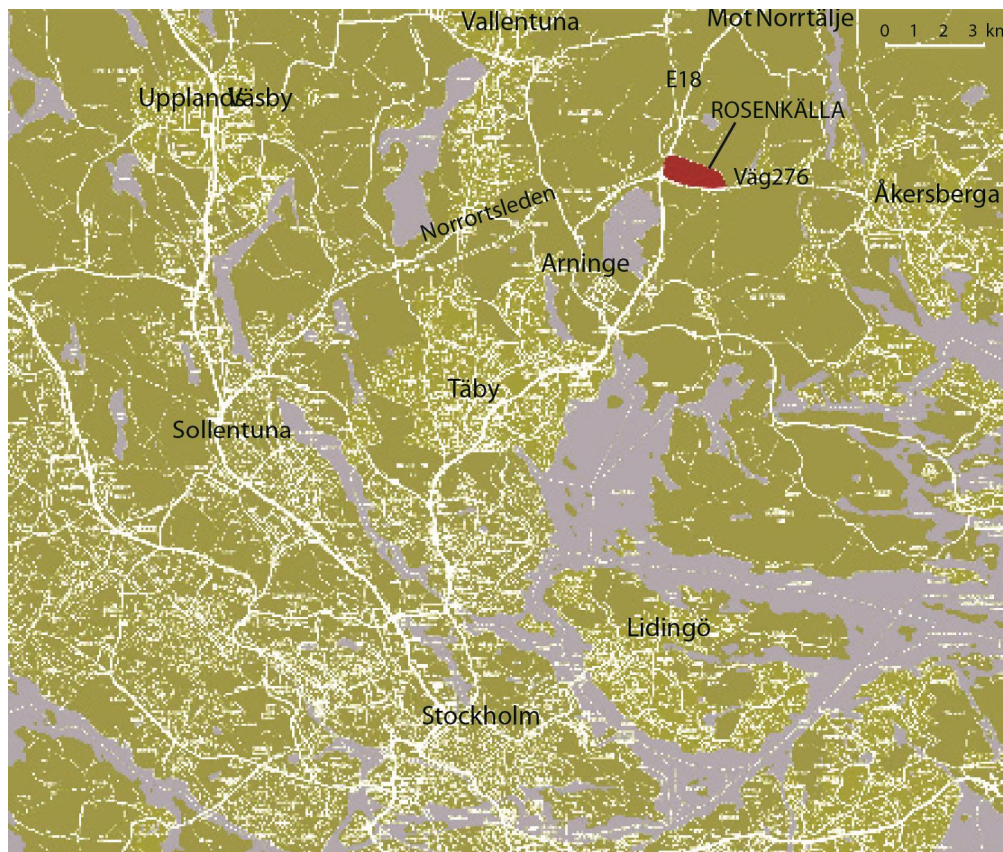 Vallentuna
Mot Norrtälje
0 1 2 3 km
Upplands Väsby
E18
ROSENKÄLLA
Väg276
Åkersberga
Norrortsleden
Arninge
Täby
Sollentuna
Lidingö
Stockholm